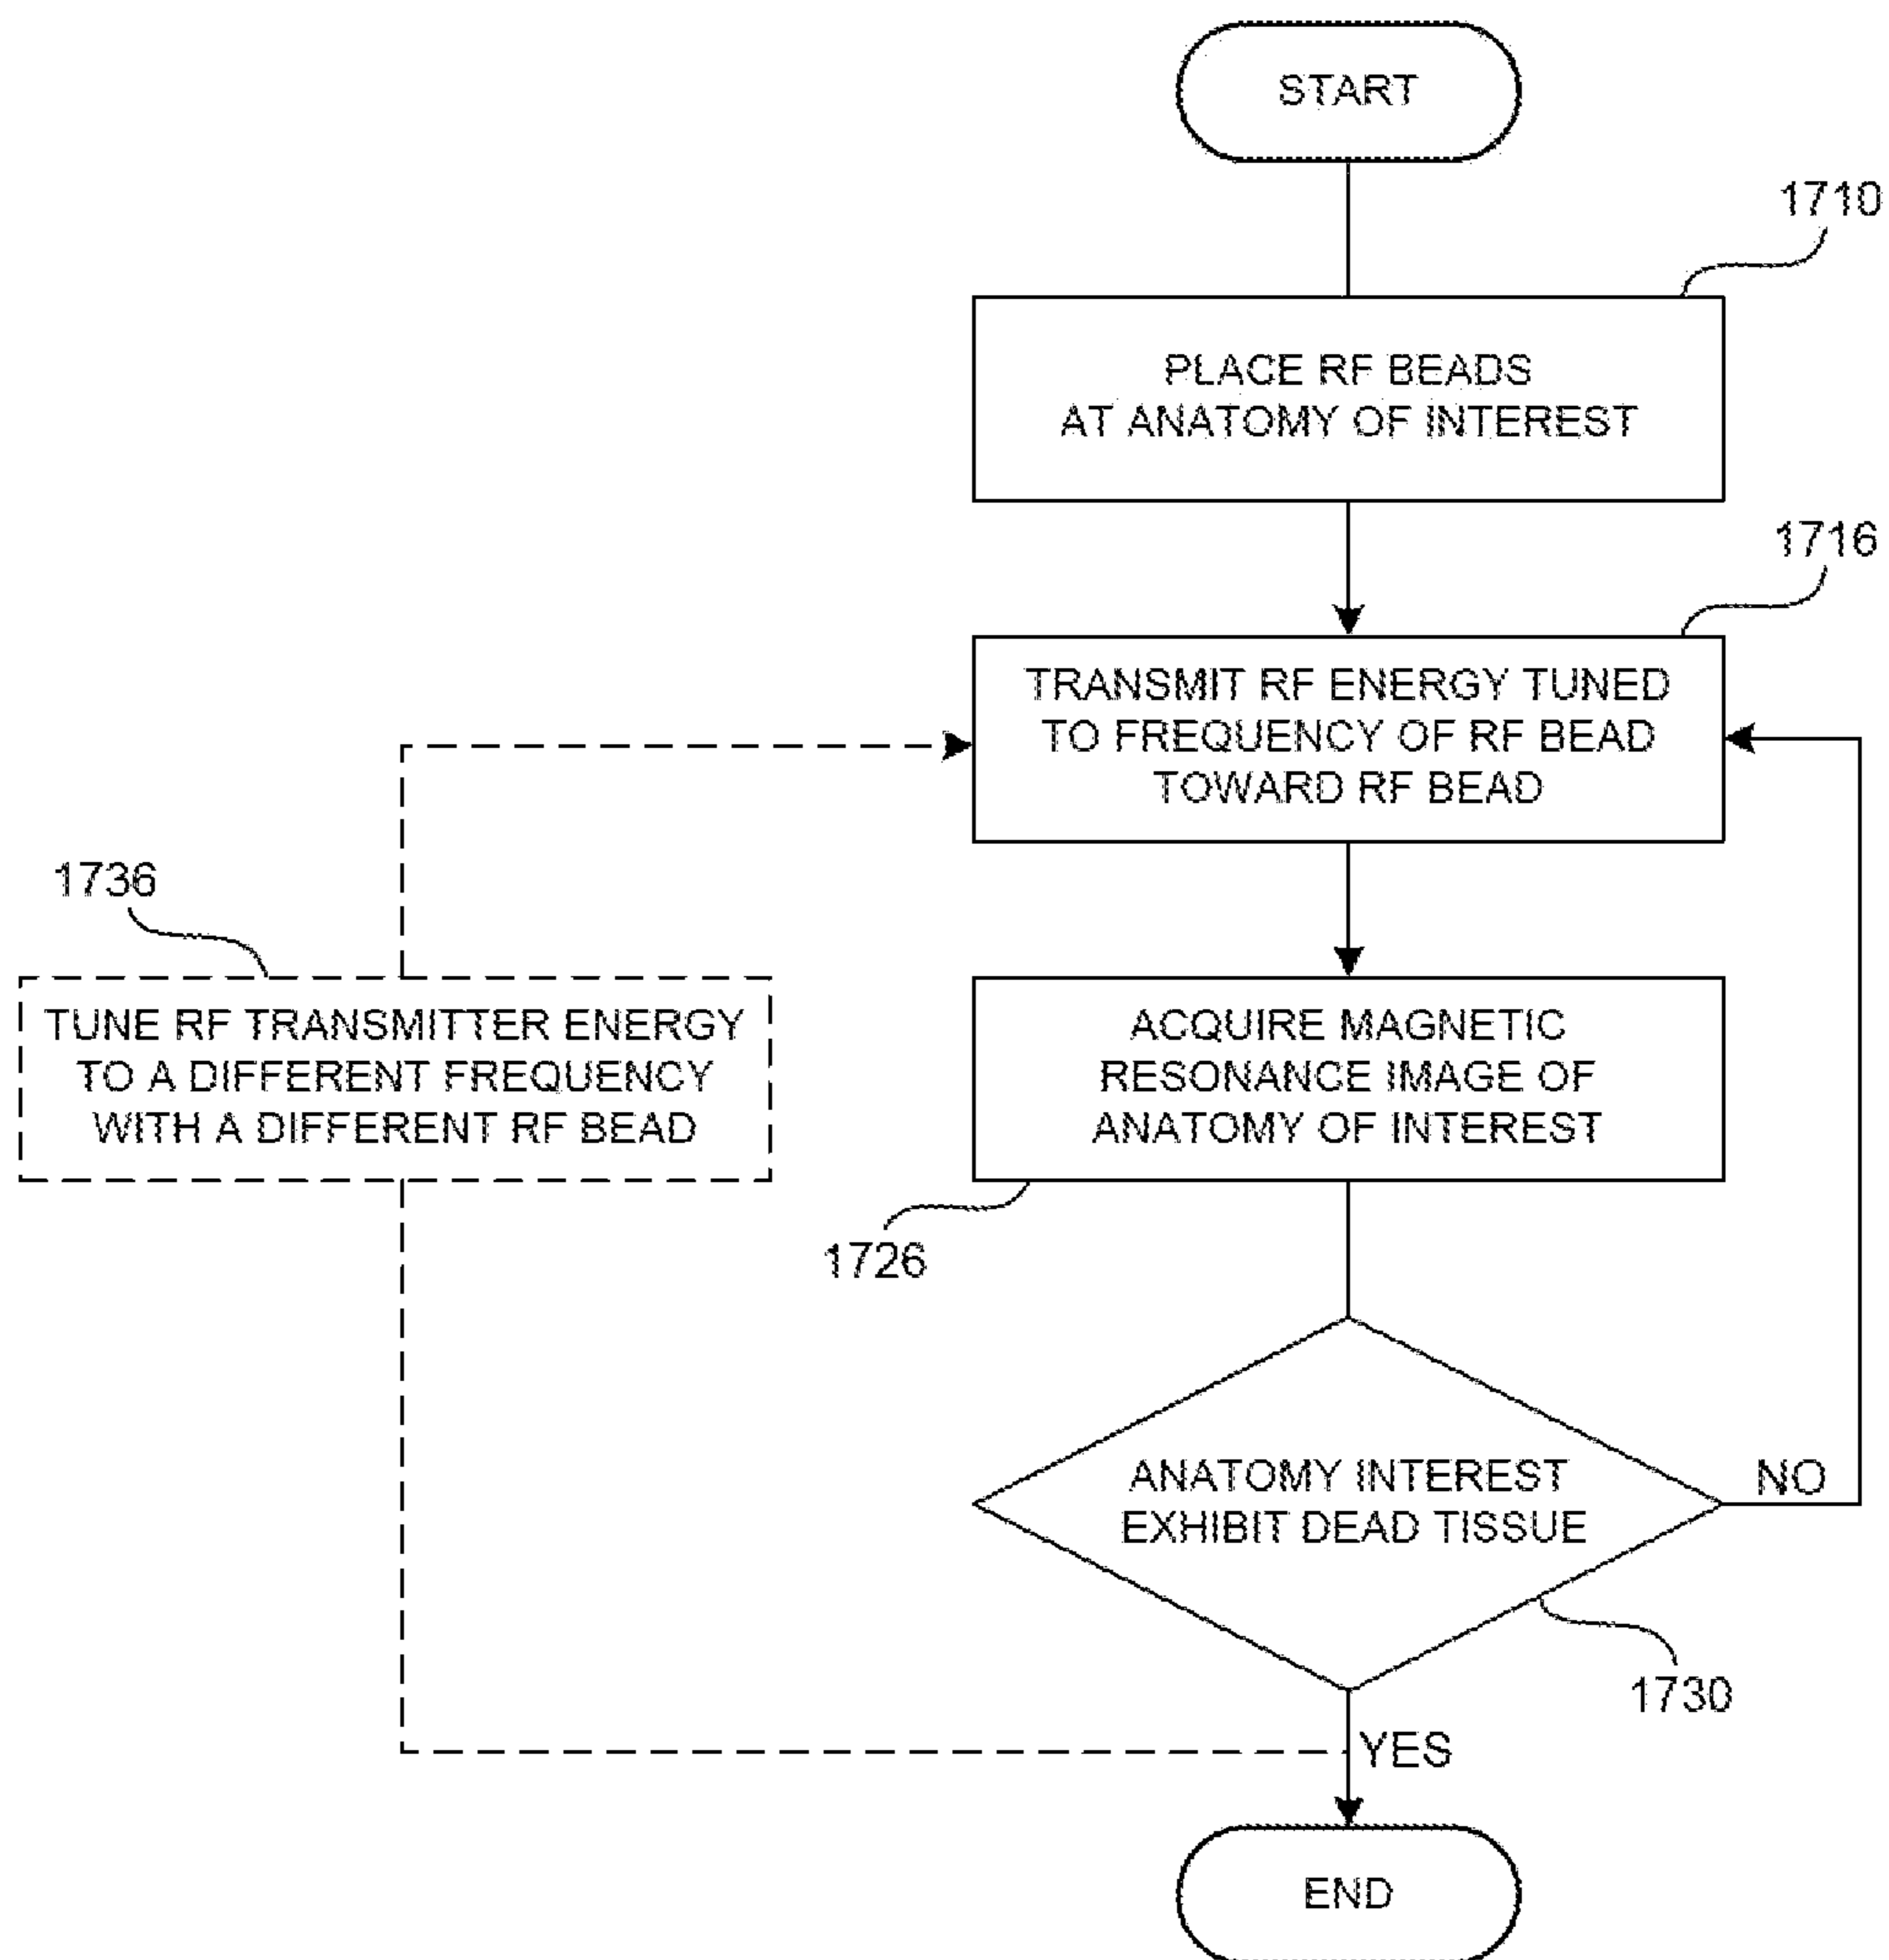 START
1710
PLACE RF BEADS
AT ANATOMY OF INTEREST
1716
TRANSMIT RF ENERGY TUNED
TO FREQUENCY OF RF BEAD
TOWARD RF BEAD
1736
TUNE RF TRANSMITTER ENERGY
TO A DIFFERENT FREQUENCY
WITH A DIFFERENT RF BEAD
ACQUIRE MAGNETIC
RESONANCE IMAGE OF
ANATOMY OF INTEREST
1726
ANATOMY INTEREST
EXHIBIT DEAD TISSUE
NO
1730
YES
END